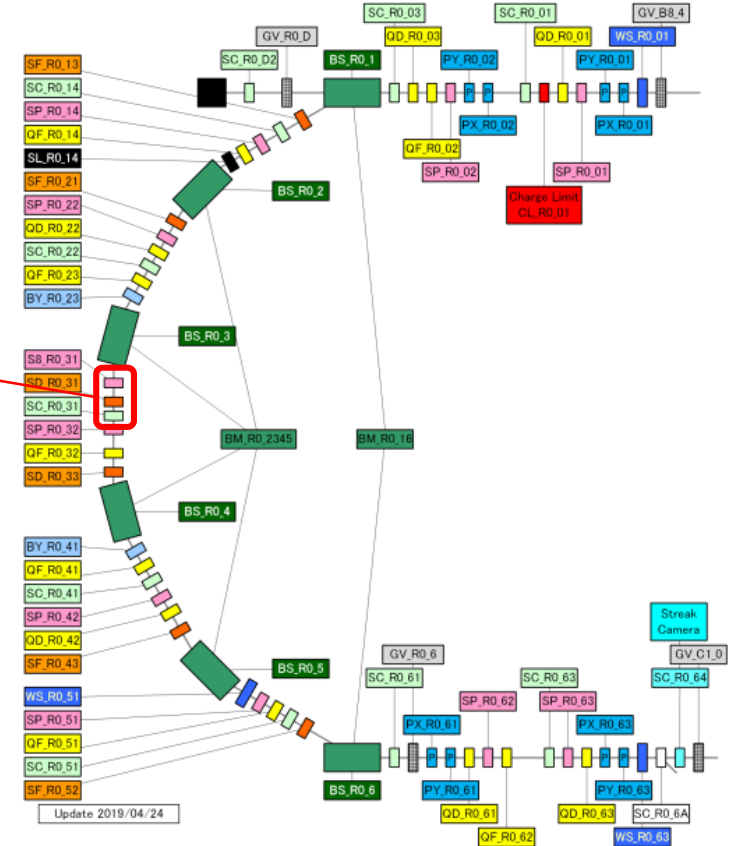 SC_R0_03
SC_R0_01
GV_B8_4
GV_R0_D
QD_R0_03
QD_R0_01
WS_R0_01
SC_R0_D2
BS_R0_1
PY_R0_02
PY_R0_01
P P
P P
PX_R0_02
PX_R0_01
QF_R0_02
SP_R0_02
SP_R0_01
Charge Limit
CL_R0_01
SF_R0_13
SC_R0_14
SP_R0_14
QF_R0_14
SL_R0_14
SF_R0_21
SP_R0_22
QD_R0_22
SC_R0_22
QF_R0_23
BY_R0_23
BS_R0_2
BS_R0_3
S8_R0_31
SD_R0_31
SC_R0_31
SP_R0_32
QF_R0_32
SD_R0_33
BM_R0_2345
BM_R0_16
BS_R0_4
BY_R0_41
QF_R0_41
SC_R0_41
SP_R0_42
QD_R0_42
SF_R0_43
BS_R0_5
WS_R0_51
SP_R0_51
QF_R0_51
SC_R0_51
SF_R0_52
Update 2019/04/24
Streak
Camera
GV_R0_6
GV_C1_0
SC_R0_61
SC_R0_63
SC_R0_64
SP_R0_62
SP_R0_63
PX_R0_61
PX_R0_63
P P
P P
BS_R0_6
PY_R0_61
PY_R0_63
QD_R0_61
QD_R0_63
SC_R0_6A
QF_R0_62
WS_R0_63